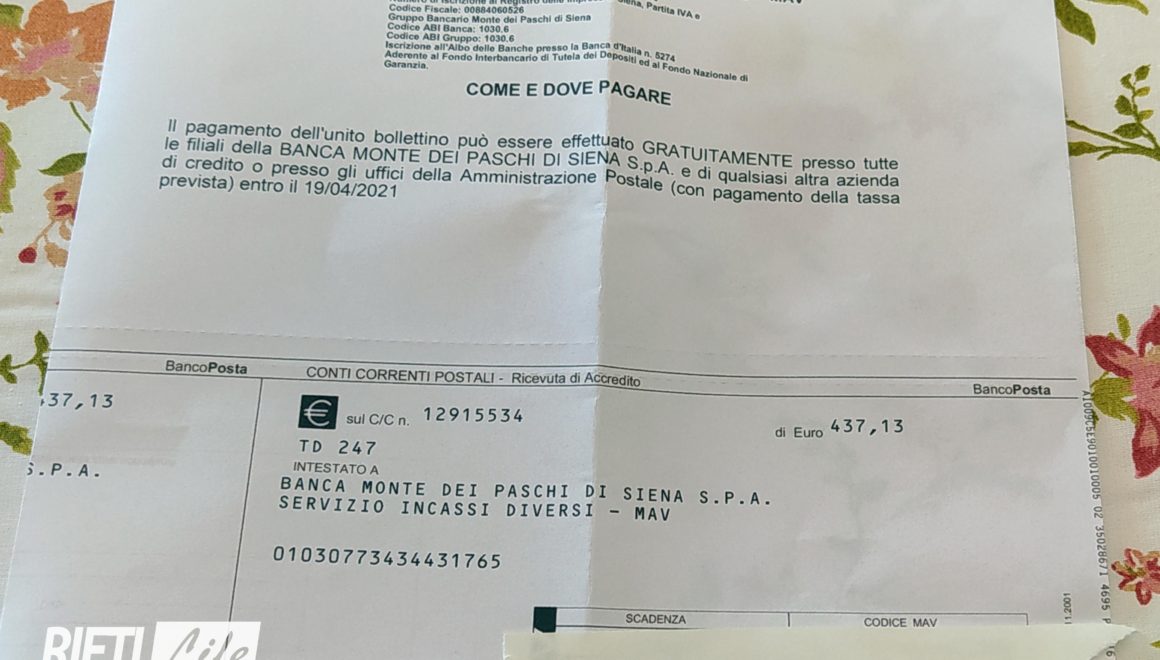 Codice Fiscale: 00884060526
Gruppo Bancario Monte dei Paschi di Siena
Codice ABI Banca: 1030.6
Codice ABI Gruppo: 1030.6
Iscrizione all'Albo delle Banche presso la Banca d'Italia n. 5274
Aderente al Fondo Interbancario di Tutela dei Depositi ed al Fondo Nazionale di
Garanzia.
COME E DOVE PAGARE
Il pagamento dell'unito bollettino può essere effettuato GRATUITAMENTE presso tutte
le filiali della BANCA MONTE DEI PASCHI DI SIENA S.p.A. e di qualsiasi altra azienda
di credito o presso gli uffici della Amministrazione Postale (con pagamento della tassa
prevista) entro il 19/04/2021
BancoPosta
CONTI CORRENTI POSTALI - Ricevuta di Accredito
BancoPosta
437,13
€ sul C/C n. 12915534
di Euro 437,13
TD 247
INTESTATO A
S.P.A.
BANCA MONTE DEI PASCHI DI SIENA S.P.A.
SERVIZIO INCASSI DIVERSI - MAV
01030773434431765
SCADENZA
CODICE MAV
RIETI Life